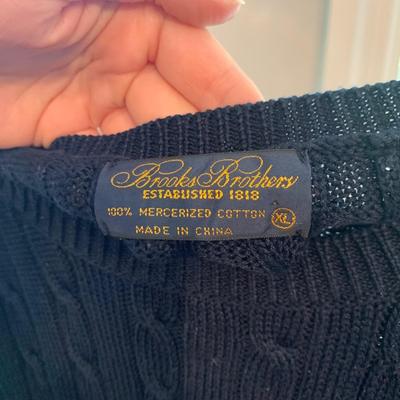 Brooks Brothers
ESTABLISHED 1818
100% MERCERIZED COTTON XL
MADE IN CHINA